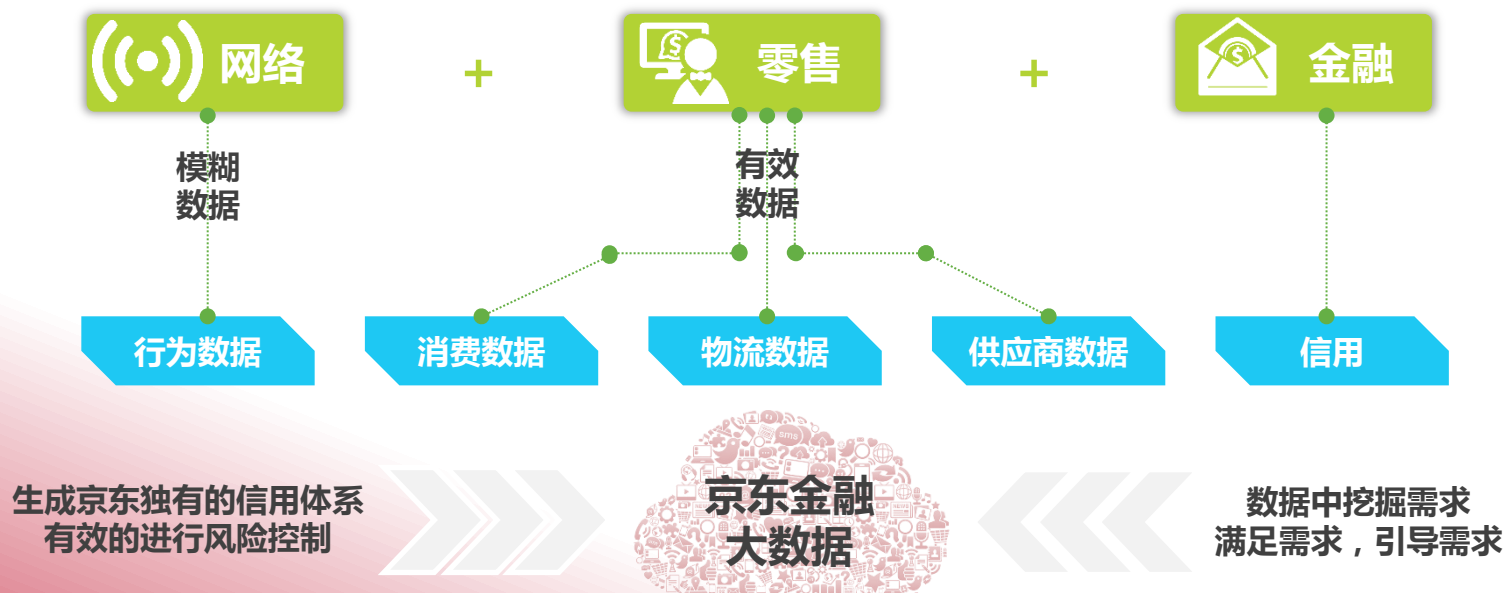 网络 + 零售 + 金融
模糊
数据
有效
数据
行为数据 消费数据 物流数据 供应商数据 信用
生成京东独有的信用体系
有效的进行风险控制
京东金融
大数据
数据中挖掘需求
满足需求，引导需求
sms